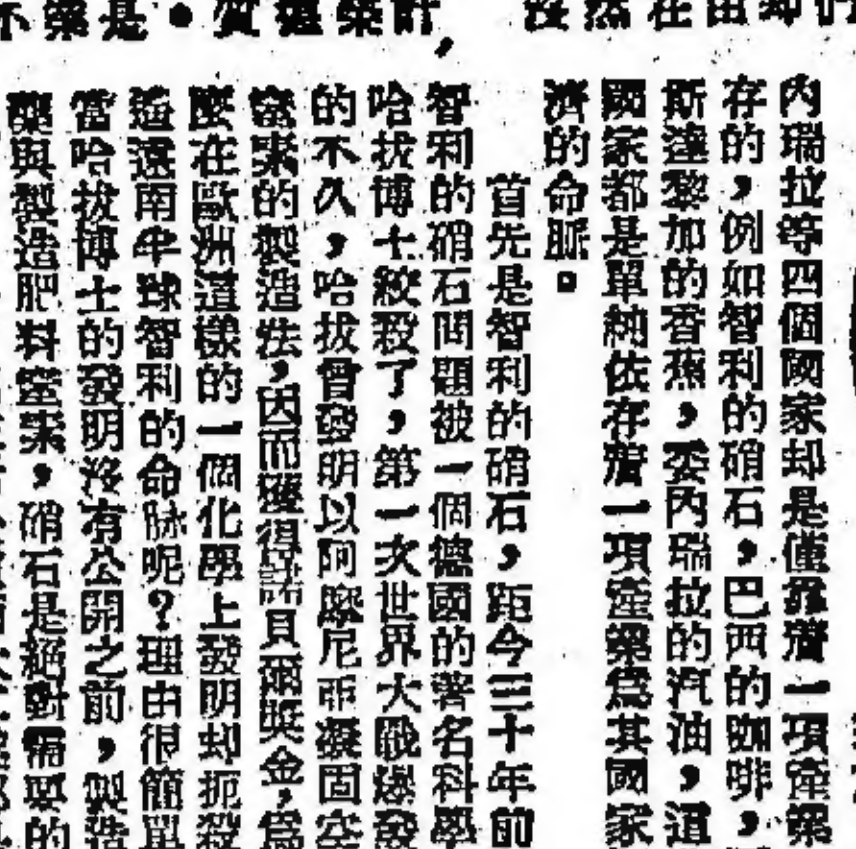 內瑞拉等四個國家却是僅靠着一項產業
存的，例如智利的硝石，巴西的咖啡，
斯達黎加的香蕉，委內瑞拉的汽油，這
國家都是單純依存着一項產業爲其國家
濟的命脈。
首先是智利的硝石，距今三十年前
智利的硝石問題被一個德國的著名科學
哈拔博士絞殺了，第一次世界大戰爆發
的不久，哈拔曾發明以阿麼尼亞凝固空
窒素的製造法，因而獲得諾貝爾獎金，爲
麼在歐洲這樣的一個化學上發明却扼殺
遙遠南半球智利的命脉呢？理由很簡單
當哈拔博士的發明沒有公開之前，製造
藥與製造肥料窒素，硝石是絕對需要的